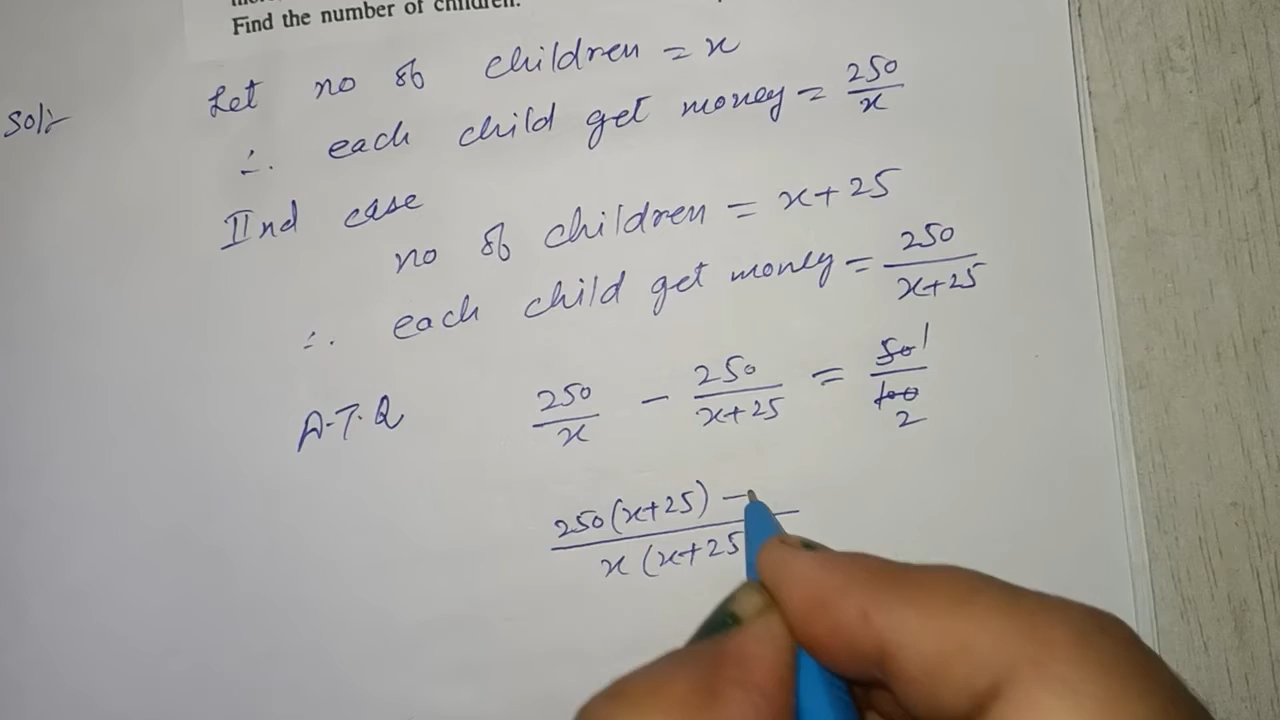 Find the number of children.
Let no of children = x
Sol:-
∴ each child get money = 250/x
IInd case
no of children = x+25
∴ each child get money = 250/(x+25)
A.T.Q 250/x - 250/(x+25) = 50/100 1/2
250(x+25) - / x(x+25